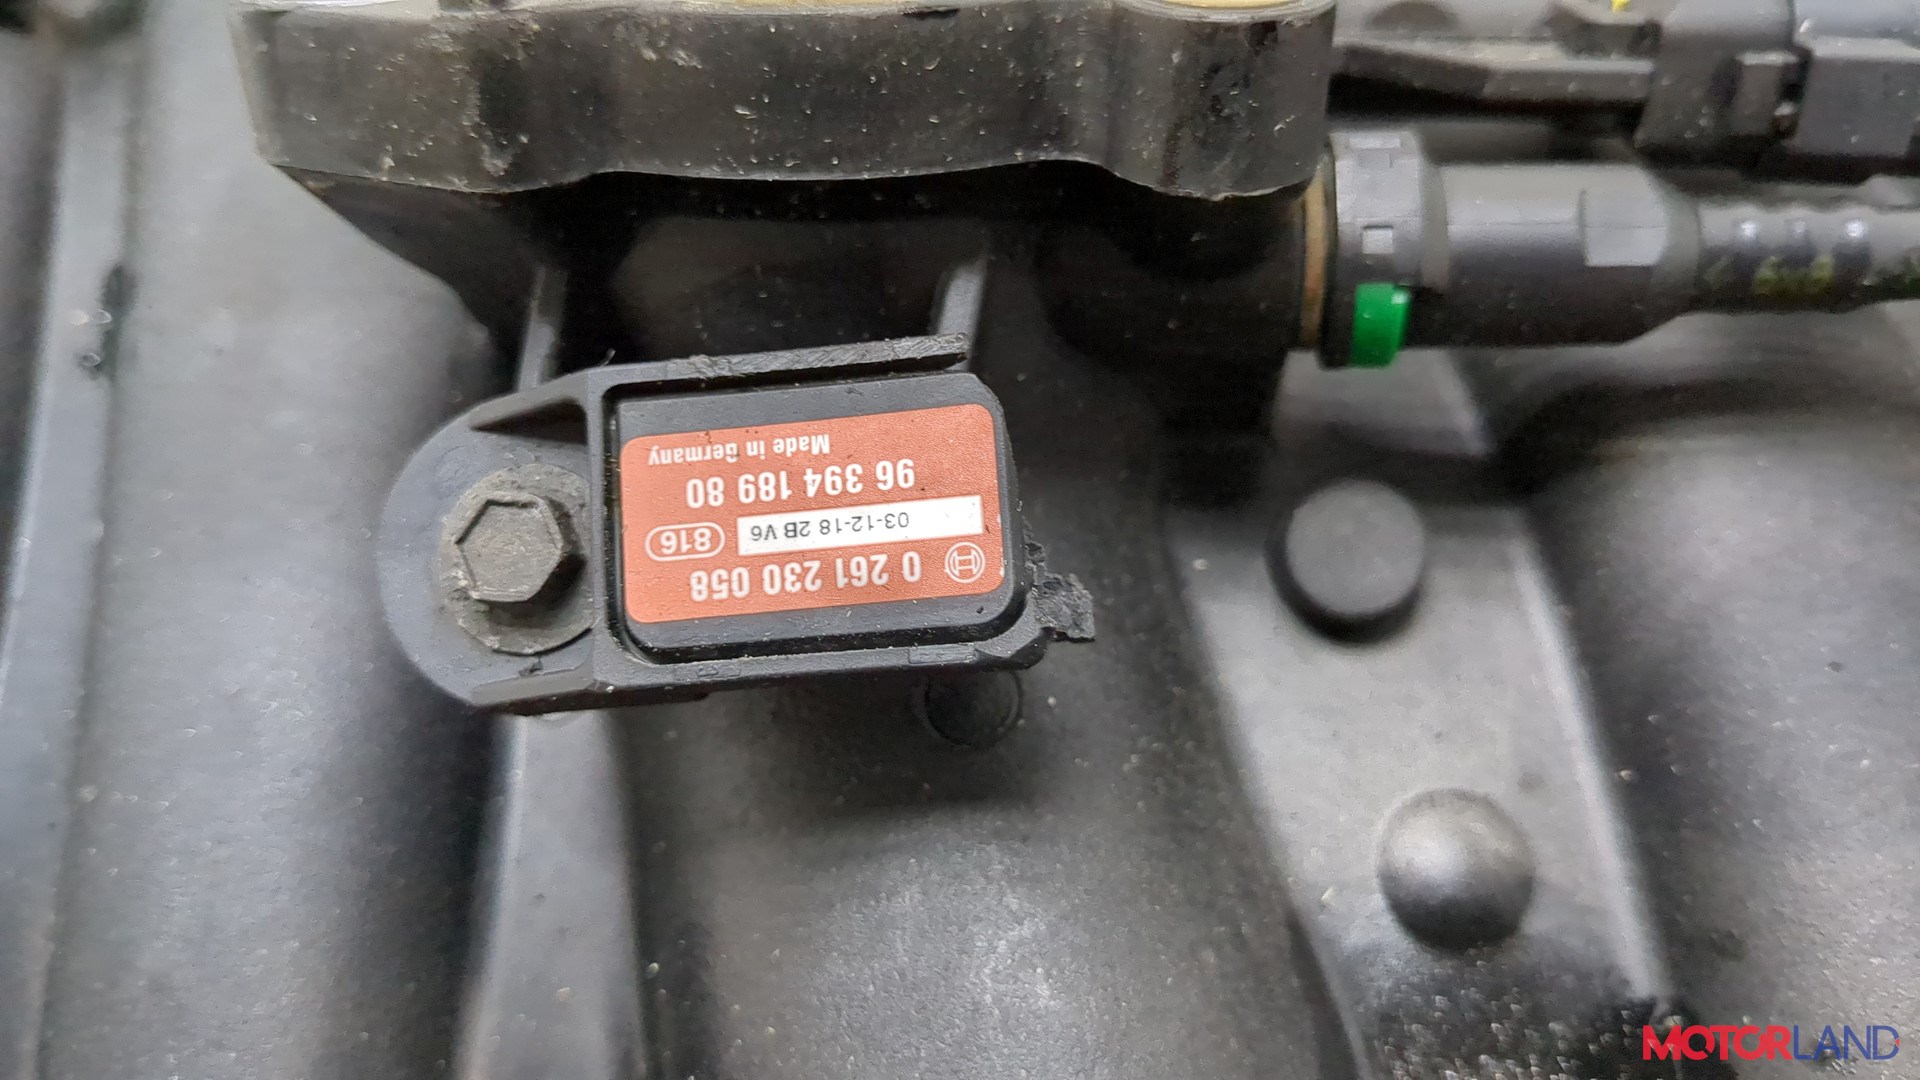 0 261 230 058
03-12-18 2B V6
816
96 394 189 80
Made in Germany
MOTORLAND